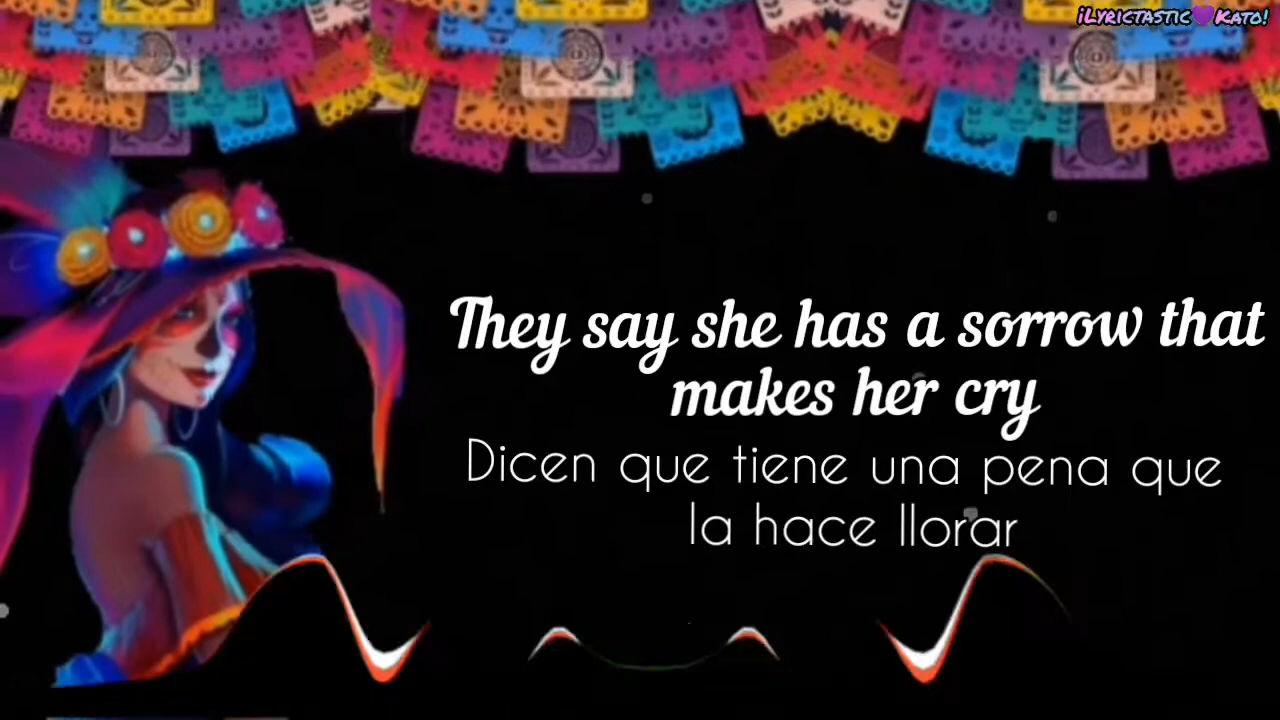 iLyrictastic💜Kato!
They say she has a sorrow that
makes her cry
Dicen que tiene una pena que
la hace llorar